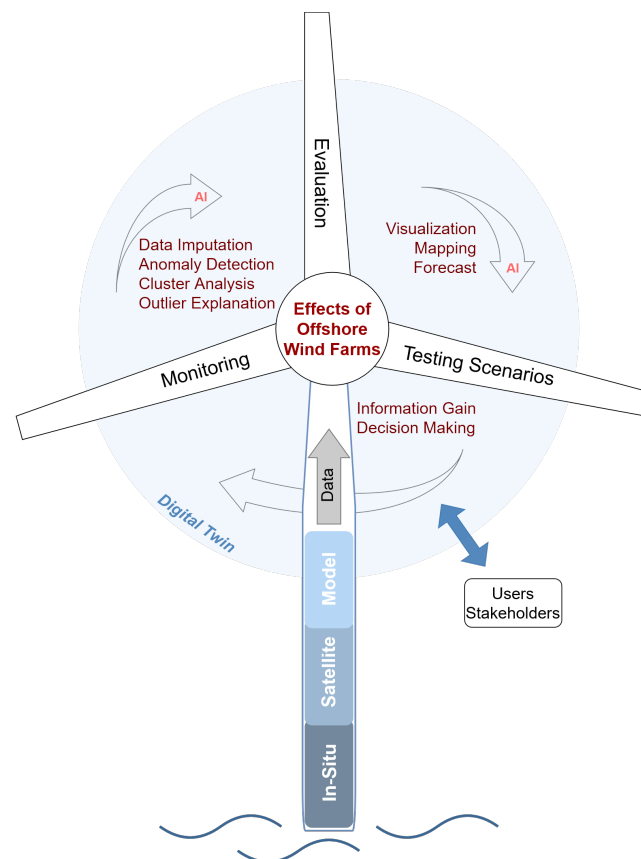 Evaluation
AI
Data Imputation
Anomaly Detection
Cluster Analysis
Outlier Explanation
Visualization
Mapping
Forecast
AI
Effects of
Offshore
Wind Farms
Monitoring
Testing Scenarios
Information Gain
Decision Making
Data
Digital Twin
Model
Users
Stakeholders
Satellite
In-Situ